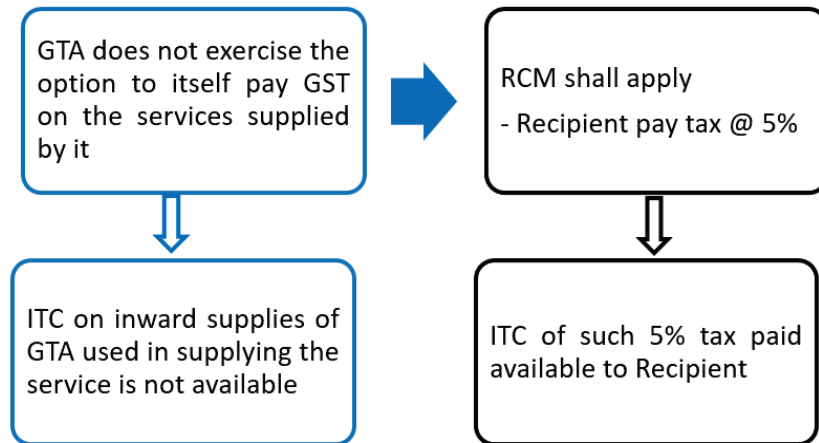 GTA does not exercise the
option to itself pay GST
on the services supplied
by it
RCM shall apply
- Recipient pay tax @ 5%
ITC on inward supplies of
GTA used in supplying the
service is not available
ITC of such 5% tax paid
available to Recipient